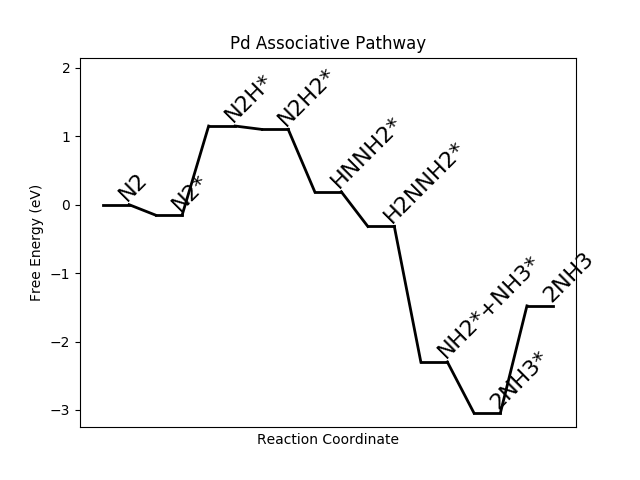 Pd Associative Pathway
Free Energy (eV)
2
1
0
−1
−2
−3
N2
N2*
N2H*
N2H2*
HNNH2*
H2NNH2*
NH2*+NH3*
2NH3*
2NH3
Reaction Coordinate